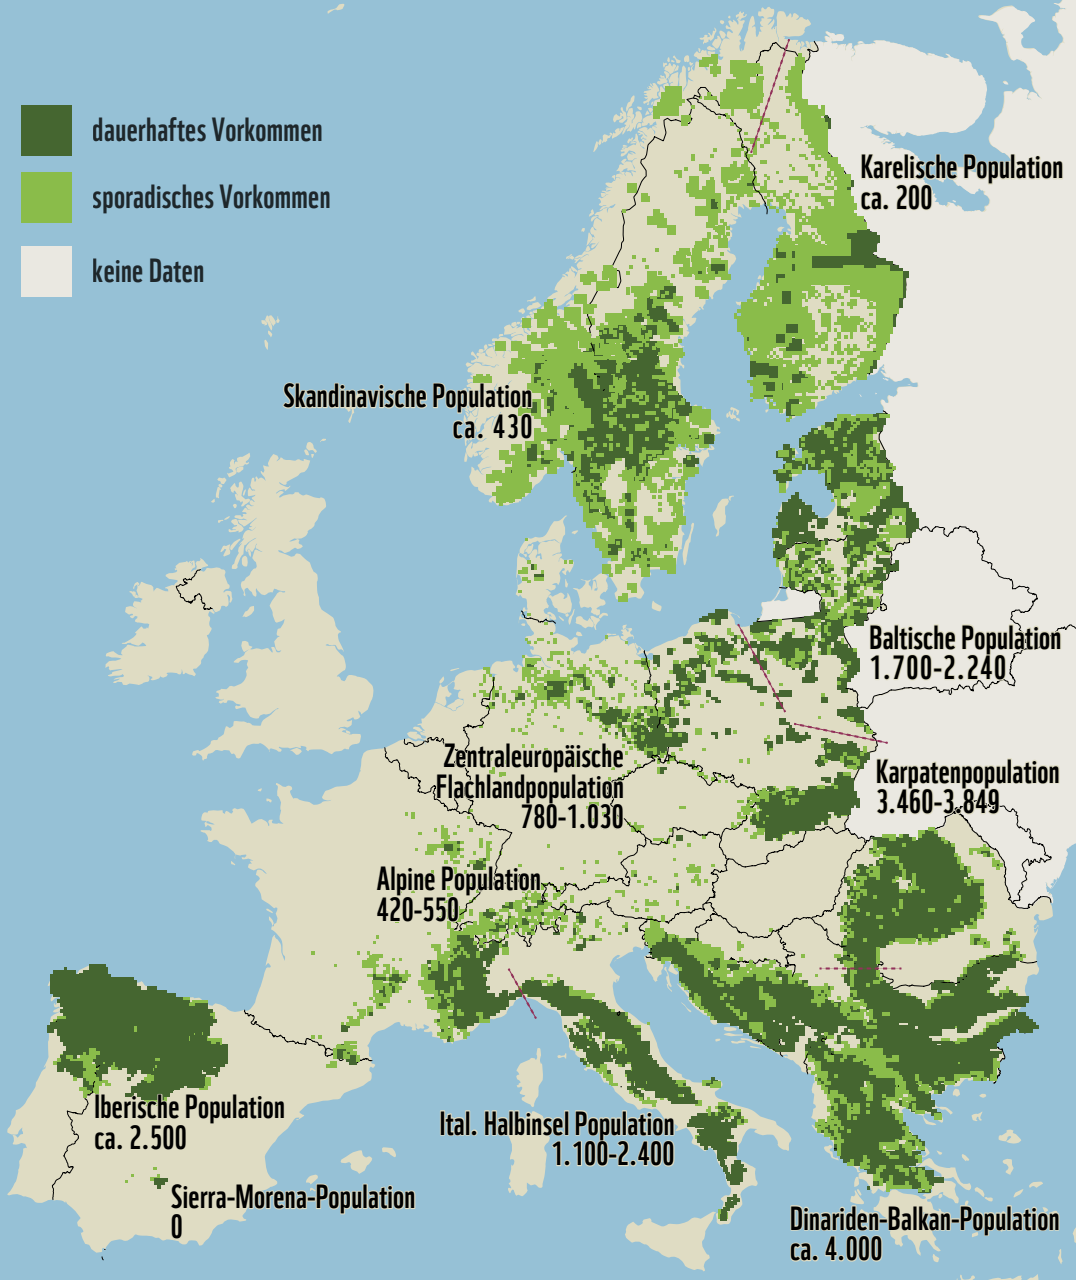 dauerhaftes Vorkommen
sporadisches Vorkommen
keine Daten
Karelische Population
ca. 200
Skandinavische Population
ca. 430
Baltische Population
1.700-2.240
Zentraleuropäische
Flachlandpopulation
780-1.030
Karpatenpopulation
3.460-3.849
Alpine Population
420-550
Iberische Population
ca. 2.500
Ital. Halbinsel Population
1.100-2.400
Sierra-Morena-Population
0
Dinariden-Balkan-Population
ca. 4.000